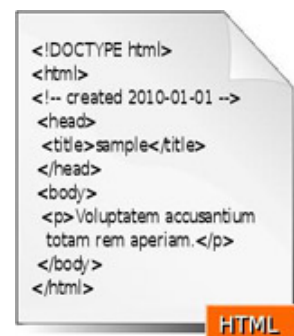 <!DOCTYPE html>
<html>
<!-- created 2010-01-01 -->
<head>
<title>sample</title>
</head>
<body>
<p>Voluptatem accusantium
totam rem aperiam.</p>
</body>
</html>
HTML